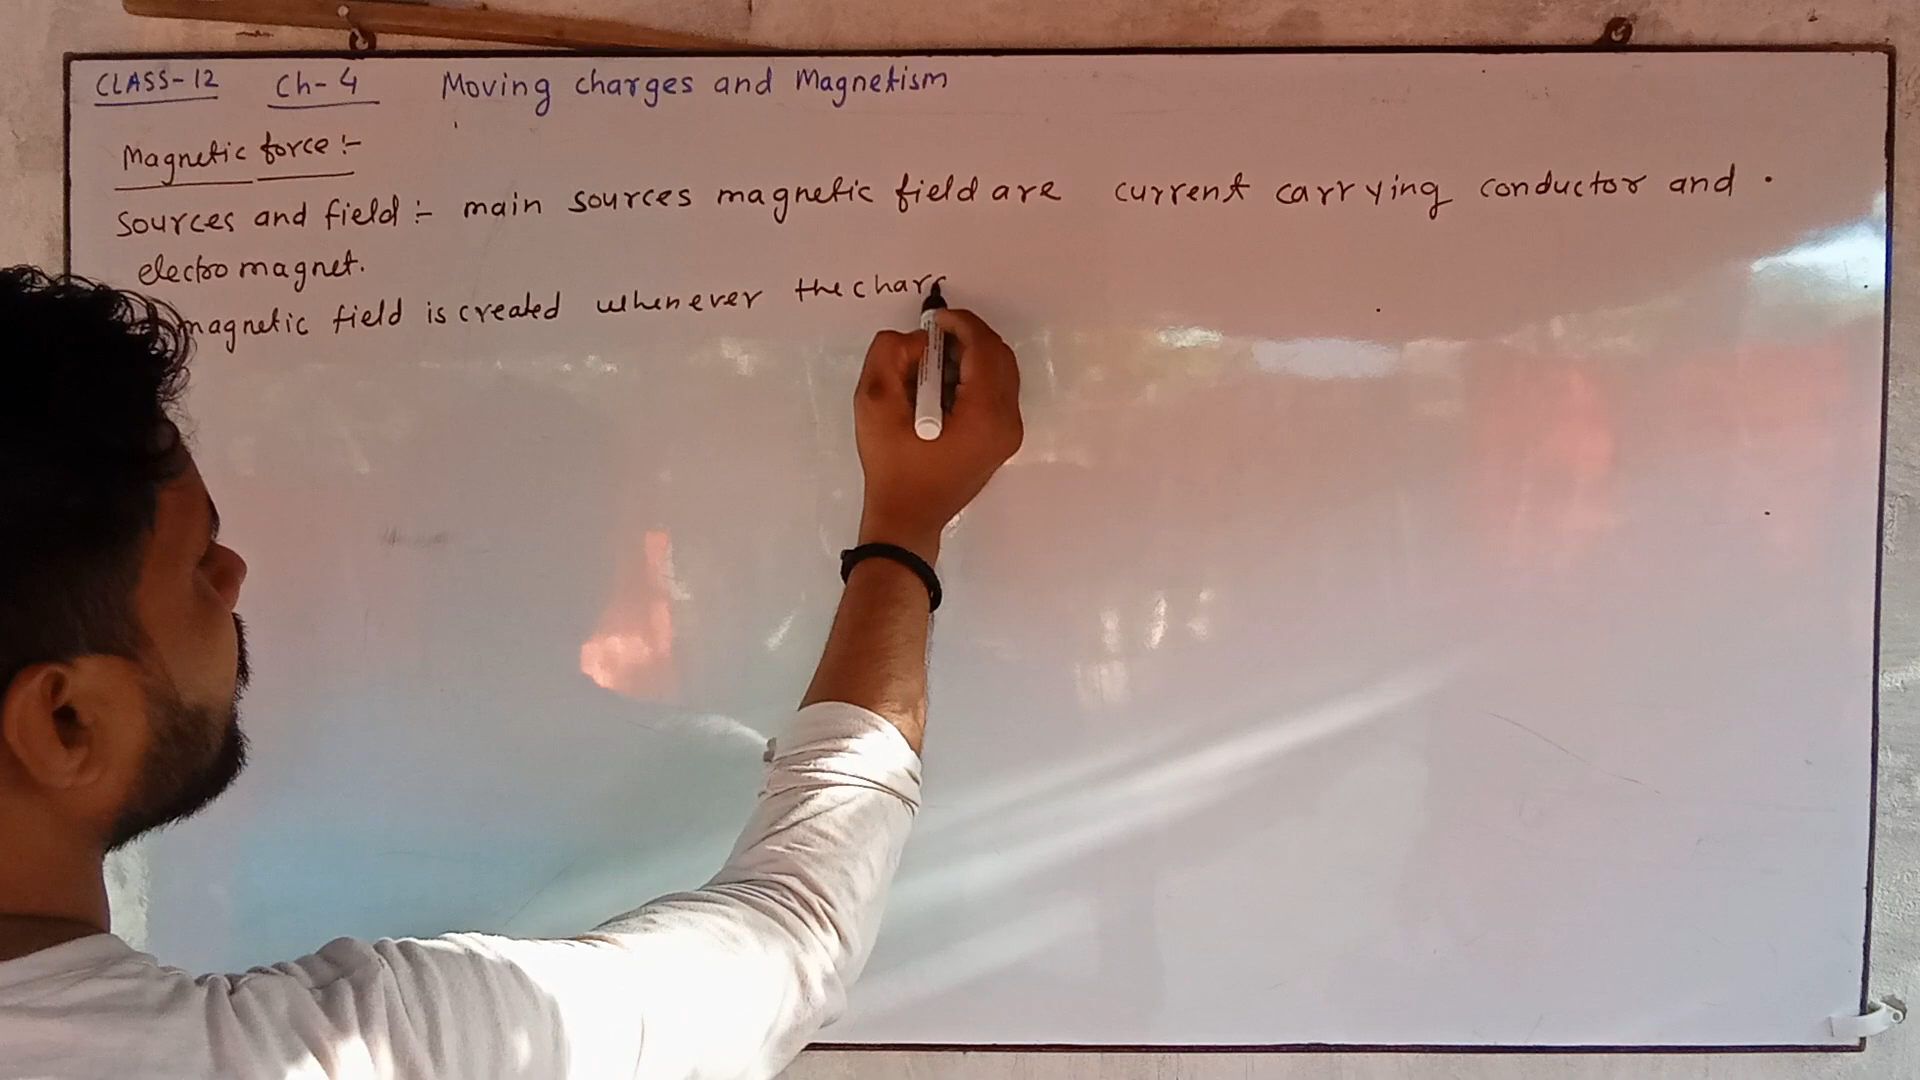 CLASS-12 Ch-4 Moving charges and Magnetism
Magnetic force :-
Sources and field :- main sources magnetic field are current carrying conductor and
electro magnet.
magnetic field is created whenever the charg